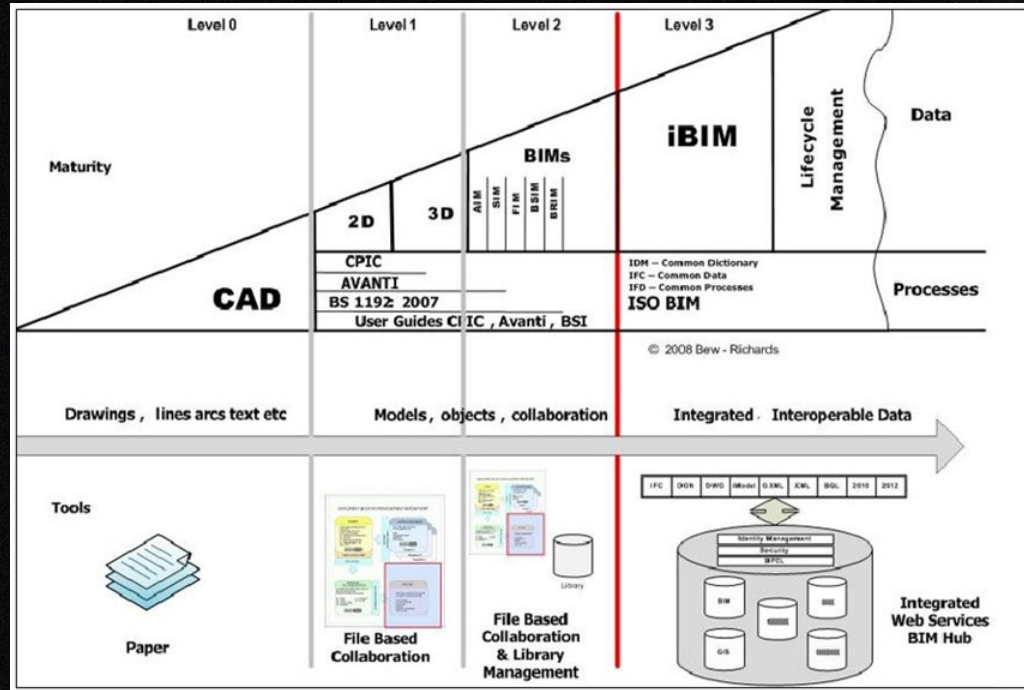 Level 0
Level 1
Level 2
Level 3
Maturity
CAD
2D
3D
BIMs
AIM
SIM
FIM
BSIM
BRIM
iBIM
Lifecycle
Management
Data
CPIC
AVANTI
BS 1192: 2007
User Guides CPIC , Avanti , BSI
IDM – Common Dictionary
IFC – Common Data
IFD – Common Processes
ISO BIM
Processes
© 2008 Bew - Richards
Drawings , lines arcs text etc
Models , objects , collaboration
Integrated Interoperable Data
Tools
Paper
File Based
Collaboration
Library
File Based
Collaboration
& Library
Management
IFC DGN DWG iModel GXML XML SQL 2010 2012
Identity Management
Security
BPEL
BIM
GIS
Integrated
Web Services
BIM Hub